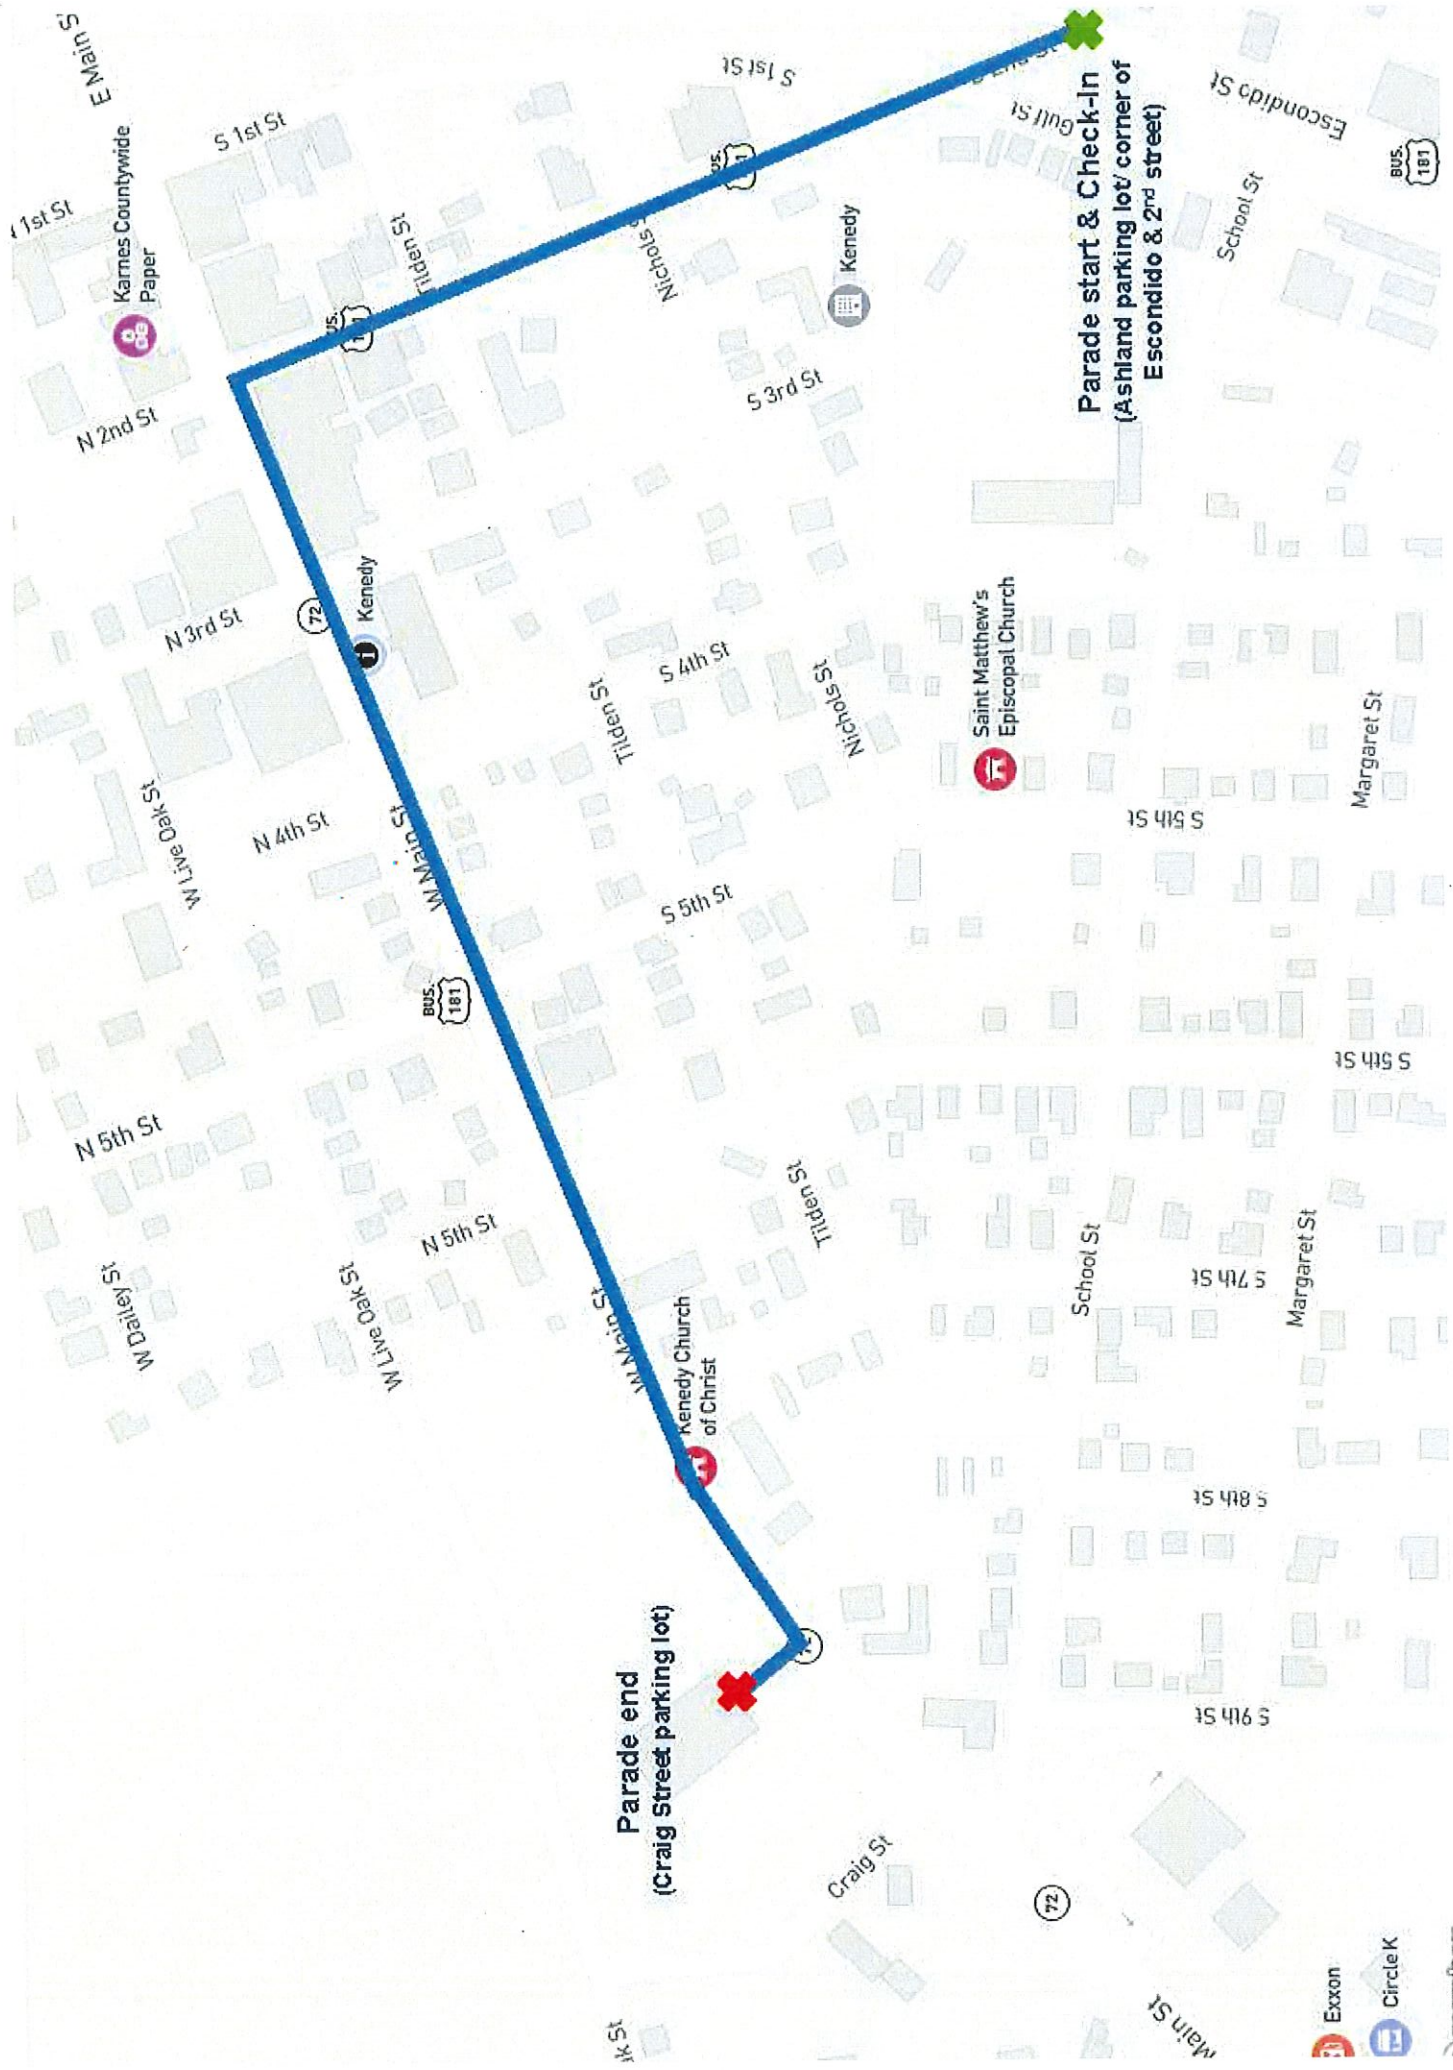 ık St
Parade end
(Craig Street parking lot)
Craig St
72
Main St
Exxon
Circle K
W Dailey St
W Live Oak St
N 5th St
N 5th St
W Main St
Kenedy Church
of Christ
Tilden St
School St
S 7th St
Margaret St
S 8th St
S 9th St
BUS.
181
W Live Oak St
N 4th St
W Main St
S 5th St
S 5th St
S 5th St
N 3rd St
72
Kenedy
Tilden St
S 4th St
Nichols St
Saint Matthew's
Episcopal Church
Margaret St
N 2nd St
Karnes Countywide
Paper
E Main S
1st St
S 1st St
Tilden St
Nichols S
S 3rd St
Kenedy
S 1st St
Gulf St
Parade start & Check-In
(Ashland parking lot/ corner of
Escondido & 2nd street)
School St
Escondido St
BUS.
181